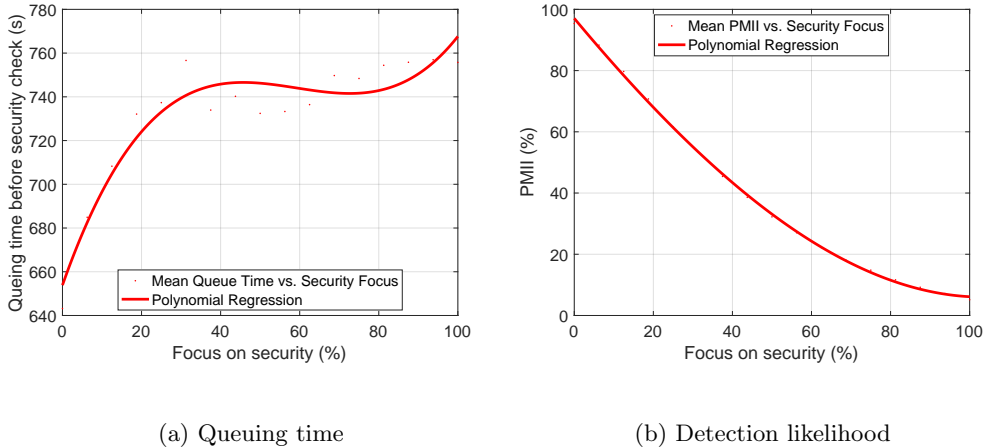 780
760
740
720
700
680
660
640
0
20
40
60
80
100
Queuing time before security check (s)
Focus on security (%)
Mean Queue Time vs. Security Focus
Polynomial Regression
(a) Queuing time
100
80
60
40
20
0
0
20
40
60
80
100
PMII (%)
Focus on security (%)
Mean PMII vs. Security Focus
Polynomial Regression
(b) Detection likelihood